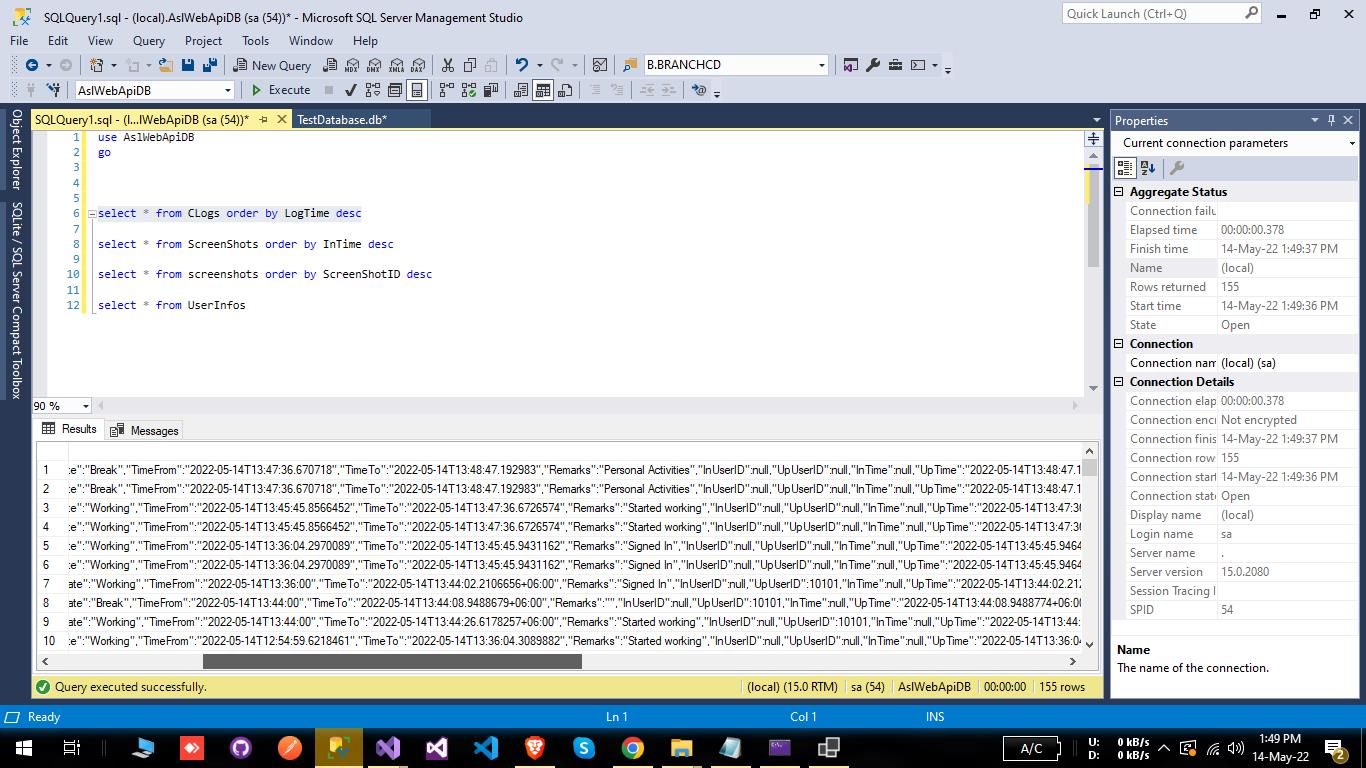 SQLQuery1.sql - (local).AslWebApiDB (sa (54))* - Microsoft SQL Server Management Studio
Quick Launch (Ctrl+Q)
File Edit View Query Project Tools Window Help
New Query
MDX DMX XMLA DAX
B.BRANCHCD
AslWebApiDB
Execute
Object Explorer
SQLite / SQL Server Compact Toolbox
SQLQuery1.sql - (l...lWebApiDB (sa (54))* TestDatabase.db*
1 use AslWebApiDB
2 go
3
4
5
6 select * from CLogs order by LogTime desc
7
8 select * from ScreenShots order by InTime desc
9
10 select * from screenshots order by ScreenShotID desc
11
12 select * from UserInfos
90 %
Results Messages
1 :e":"Break","TimeFrom":"2022-05-14T13:47:36.670718","TimeTo":"2022-05-14T13:48:47.192983","Remarks":"Personal Activities","InUserID":null,"UpUserID":null,"InTime":null,"UpTime":"2022-05-14T13:48:47.1
2 :e":"Break","TimeFrom":"2022-05-14T13:47:36.670718","TimeTo":"2022-05-14T13:48:47.192983","Remarks":"Personal Activities","InUserID":null,"UpUserID":null,"InTime":null,"UpTime":"2022-05-14T13:48:47.1
3 :e":"Working","TimeFrom":"2022-05-14T13:45:45.8566452","TimeTo":"2022-05-14T13:47:36.6726574","Remarks":"Started working","InUserID":null,"UpUserID":null,"InTime":null,"UpTime":"2022-05-14T13:47:36
4 :e":"Working","TimeFrom":"2022-05-14T13:45:45.8566452","TimeTo":"2022-05-14T13:47:36.6726574","Remarks":"Started working","InUserID":null,"UpUserID":null,"InTime":null,"UpTime":"2022-05-14T13:47:36
5 :e":"Working","TimeFrom":"2022-05-14T13:36:04.2970089","TimeTo":"2022-05-14T13:45:45.9431162","Remarks":"Signed In","InUserID":null,"UpUserID":null,"InTime":null,"UpTime":"2022-05-14T13:45:45.9464
6 :e":"Working","TimeFrom":"2022-05-14T13:36:04.2970089","TimeTo":"2022-05-14T13:45:45.9431162","Remarks":"Signed In","InUserID":null,"UpUserID":null,"InTime":null,"UpTime":"2022-05-14T13:45:45.9464
7 ate":"Working","TimeFrom":"2022-05-14T13:36:00","TimeTo":"2022-05-14T13:44:02.2106656+06:00","Remarks":"Signed In","InUserID":null,"UpUserID":10101,"InTime":null,"UpTime":"2022-05-14T13:44:02.212
8 ate":"Break","TimeFrom":"2022-05-14T13:44:00","TimeTo":"2022-05-14T13:44:08.9488679+06:00","Remarks":"","InUserID":null,"UpUserID":10101,"InTime":null,"UpTime":"2022-05-14T13:44:08.9488774+06:00
9 ate":"Working","TimeFrom":"2022-05-14T13:44:00","TimeTo":"2022-05-14T13:44:26.6178257+06:00","Remarks":"Started working","InUserID":null,"UpUserID":10101,"InTime":null,"UpTime":"2022-05-14T13:44:
10 :e":"Working","TimeFrom":"2022-05-14T12:54:59.6218461","TimeTo":"2022-05-14T13:36:04.3089882","Remarks":"Started working","InUserID":null,"UpUserID":null,"InTime":null,"UpTime":"2022-05-14T13:36:04
Query executed successfully. (local) (15.0 RTM) sa (54) AslWebApiDB 00:00:00 155 rows
Properties
Current connection parameters
Aggregate Status
Connection failu
Elapsed time 00:00:00.378
Finish time 14-May-22 1:49:37 PM
Name (local)
Rows returned 155
Start time 14-May-22 1:49:36 PM
State Open
Connection
Connection nam (local) (sa)
Connection Details
Connection elap 00:00:00.378
Connection encr Not encrypted
Connection finis 14-May-22 1:49:37 PM
Connection row 155
Connection start 14-May-22 1:49:36 PM
Connection state Open
Display name (local)
Login name sa
Server name .
Server version 15.0.2080
Session Tracing I
SPID 54
Name
The name of the connection.
Ready Ln 1 Col 1 INS
A/C
U: 0 kB/s
D: 0 kB/s
1:49 PM
14-May-22
2